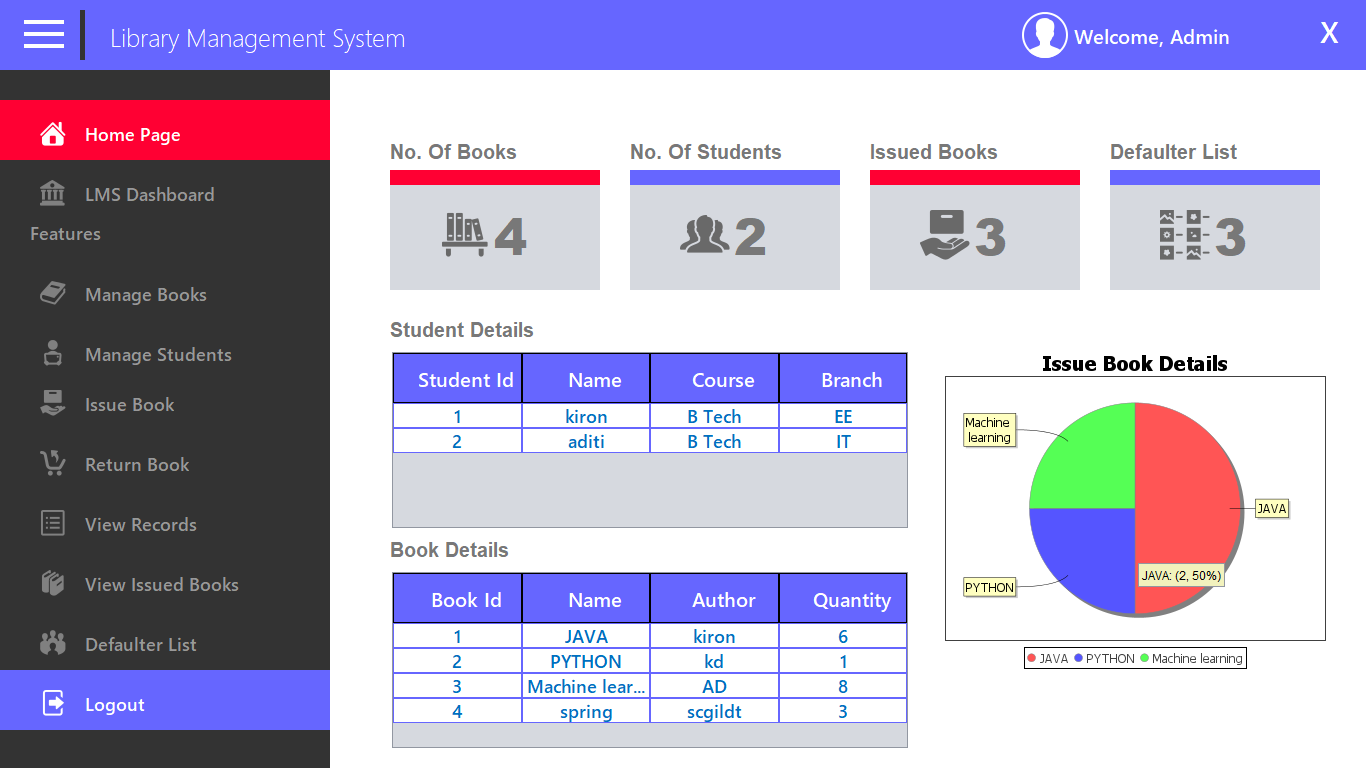 Library Management System
Welcome, Admin
X
Home Page
LMS Dashboard
Features
Manage Books
Manage Students
Issue Book
Return Book
View Records
View Issued Books
Defaulter List
Logout
No. Of Books
No. Of Students
Issued Books
Defaulter List
4
2
3
3
Student Details
Student Id Name Course Branch
1 kiron B Tech EE
2 aditi B Tech IT
Book Details
Book Id Name Author Quantity
1 JAVA kiron 6
2 PYTHON kd 1
3 Machine lear... AD 8
4 spring scgildt 3
Issue Book Details
Machine
learning
JAVA
JAVA: (2, 50%)
PYTHON
JAVA PYTHON Machine learning